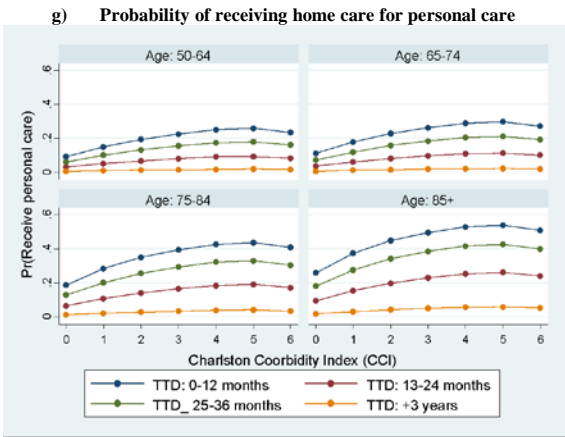 g) Probability of receiving home care for personal care
Age: 50-64
Age: 65-74
Pr(Receive personal care)
0 .2 .4 .6
Age: 75-84
Age: 85+
0 .2 .4 .6
0 1 2 3 4 5 6
0 1 2 3 4 5 6
Charlston Coorbidity Index (CCI)
TTD: 0-12 months
TTD: 13-24 months
TTD_ 25-36 months
TTD: +3 years